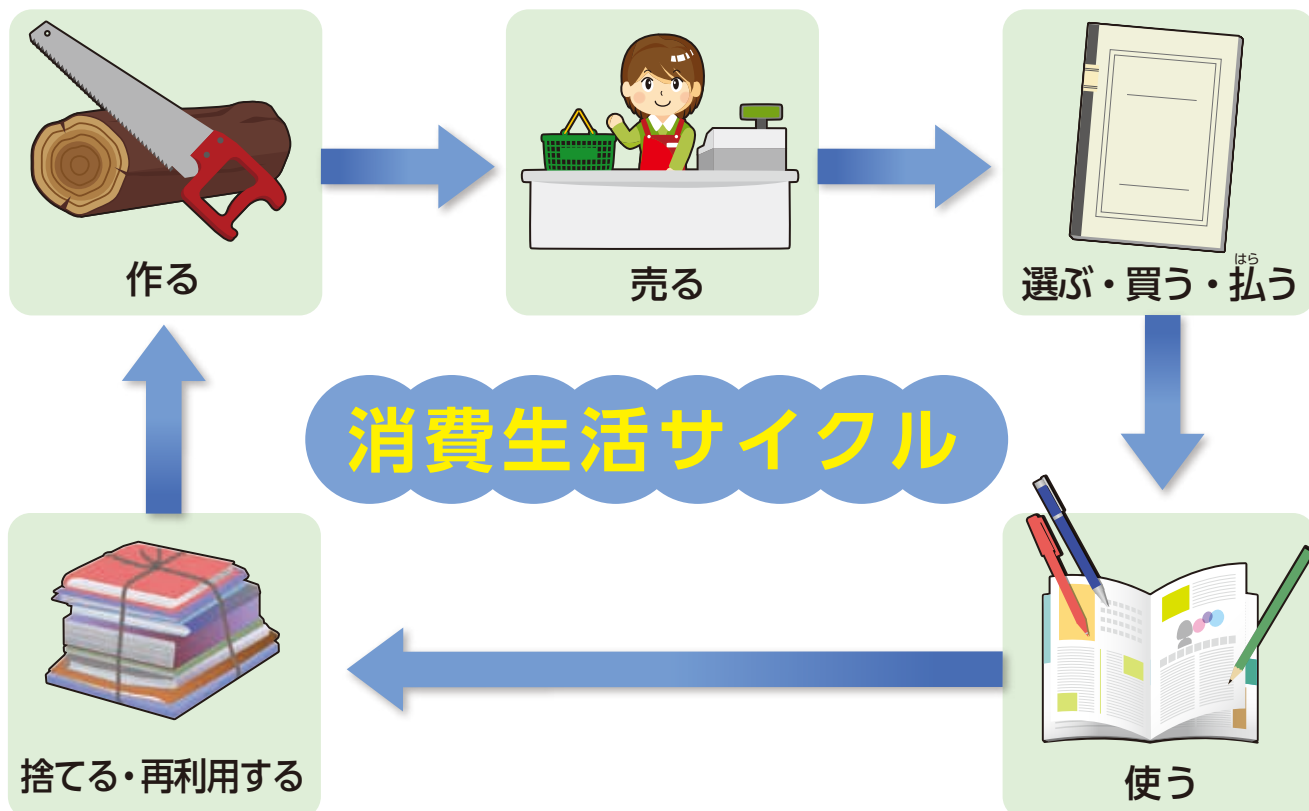 作る
売る
はら
選ぶ・買う・払う
消費生活サイクル
捨てる・再利用する
使う